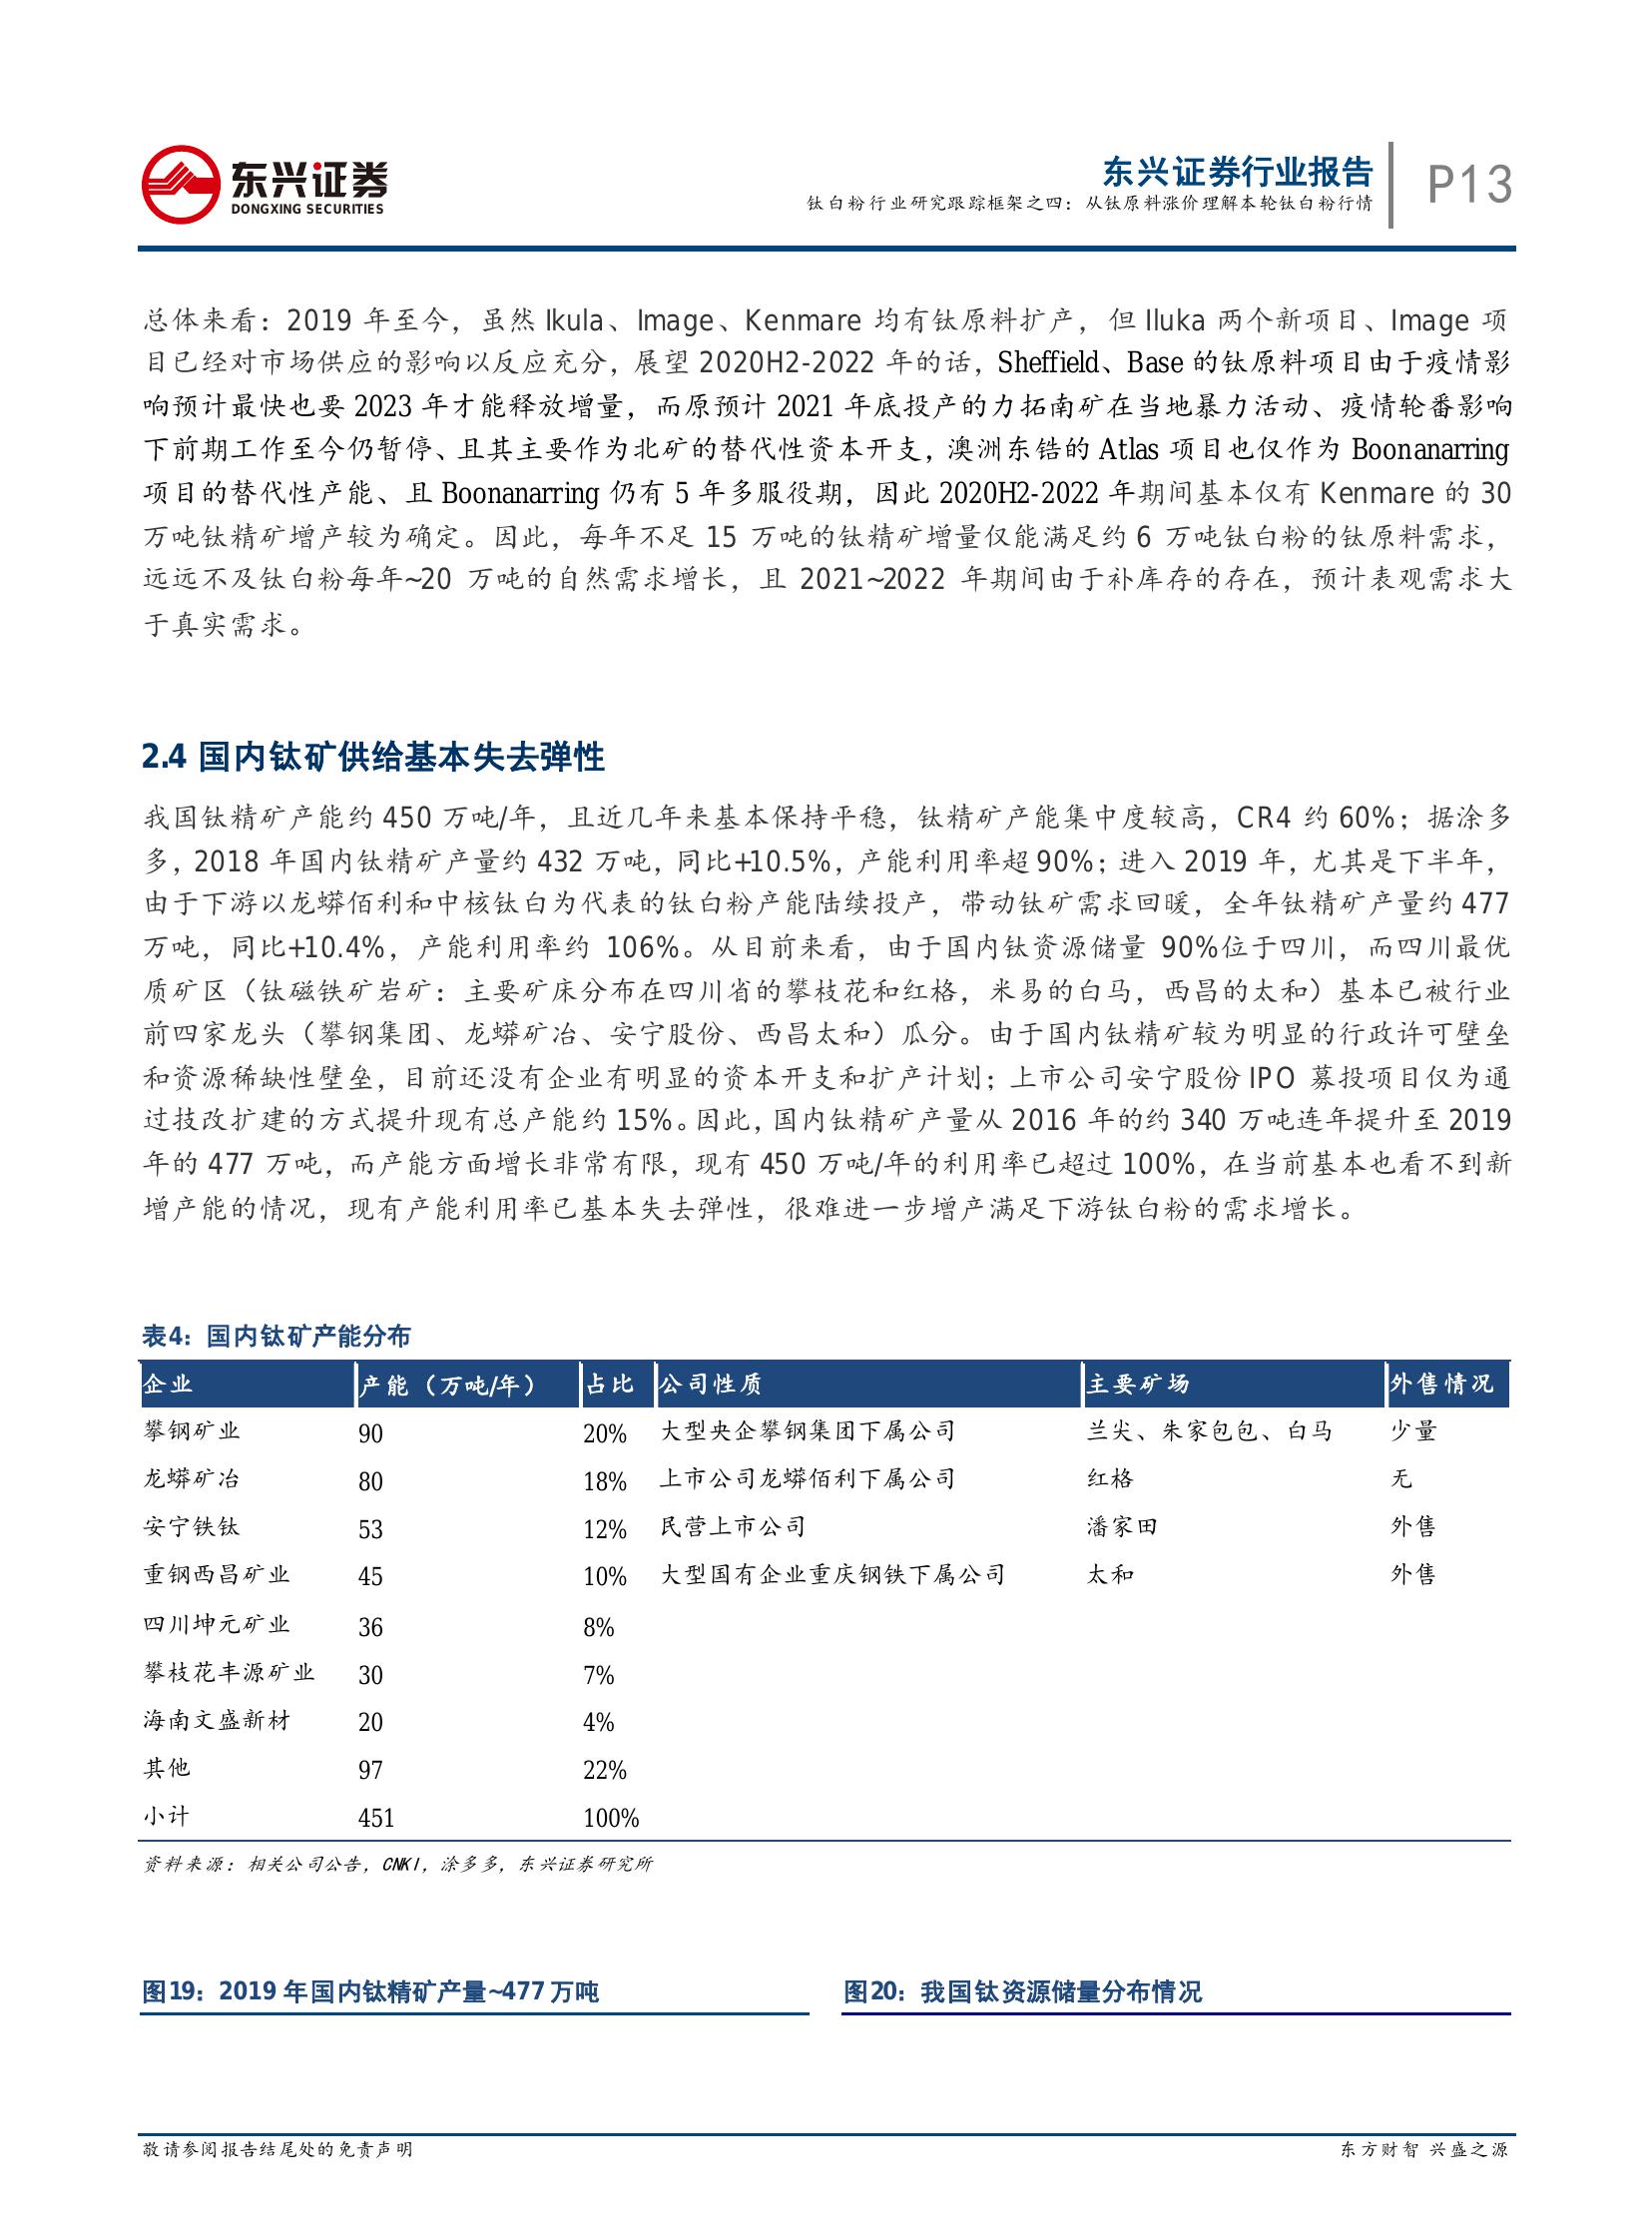 东兴证券
DONGXING SECURITIES
东兴证券行业报告
钛白粉行业研究跟踪框架之四：从钛原料涨价理解本轮钛白粉行情
P13
总体来看：2019 年至今，虽然 Ikula、Image、Kenmare 均有钛原料扩产，但 Iluka 两个新项目、Image 项
目已经对市场供应的影响以反应充分，展望 2020H2-2022 年的话，Sheffield、Base 的钛原料项目由于疫情影
响预计最快也要 2023 年才能释放增量，而原预计 2021 年底投产的力拓南矿在当地暴力活动、疫情轮番影响
下前期工作至今仍暂停、且其主要作为北矿的替代性资本开支，澳洲东锆的 Atlas 项目也仅作为 Boonanarring
项目的替代性产能、且 Boonanarring 仍有 5 年多服役期，因此 2020H2-2022 年期间基本仅有 Kenmare 的 30
万吨钛精矿增产较为确定。因此，每年不足 15 万吨的钛精矿增量仅能满足约 6 万吨钛白粉的钛原料需求，
远远不及钛白粉每年~20 万吨的自然需求增长，且 2021~2022 年期间由于补库存的存在，预计表观需求大
于真实需求。
2.4 国内钛矿供给基本失去弹性
我国钛精矿产能约 450 万吨/年，且近几年来基本保持平稳，钛精矿产能集中度较高，CR4 约 60%；据涂多
多，2018 年国内钛精矿产量约 432 万吨，同比+10.5%，产能利用率超 90%；进入 2019 年，尤其是下半年，
由于下游以龙蟒佰利和中核钛白为代表的钛白粉产能陆续投产，带动钛矿需求回暖，全年钛精矿产量约 477
万吨，同比+10.4%，产能利用率约 106%。从目前来看，由于国内钛资源储量 90%位于四川，而四川最优
质矿区（钛磁铁矿岩矿：主要矿床分布在四川省的攀枝花和红格，米易的白马，西昌的太和）基本已被行业
前四家龙头（攀钢集团、龙蟒矿冶、安宁股份、西昌太和）瓜分。由于国内钛精矿较为明显的行政许可壁垒
和资源稀缺性壁垒，目前还没有企业有明显的资本开支和扩产计划；上市公司安宁股份 IPO 募投项目仅为通
过技改扩建的方式提升现有总产能约 15%。因此，国内钛精矿产量从 2016 年的约 340 万吨连年提升至 2019
年的 477 万吨，而产能方面增长非常有限，现有 450 万吨/年的利用率已超过 100%，在当前基本也看不到新
增产能的情况，现有产能利用率已基本失去弹性，很难进一步增产满足下游钛白粉的需求增长。
表4：国内钛矿产能分布
企业 产能（万吨/年） 占比 公司性质 主要矿场 外售情况
攀钢矿业 90 20% 大型央企攀钢集团下属公司 兰尖、朱家包包、白马 少量
龙蟒矿冶 80 18% 上市公司龙蟒佰利下属公司 红格 无
安宁铁钛 53 12% 民营上市公司 潘家田 外售
重钢西昌矿业 45 10% 大型国有企业重庆钢铁下属公司 太和 外售
四川坤元矿业 36 8%
攀枝花丰源矿业 30 7%
海南文盛新材 20 4%
其他 97 22%
小计 451 100%
资料来源：相关公司公告，CNKI，涂多多，东兴证券研究所
图19：2019 年国内钛精矿产量~477 万吨
图20：我国钛资源储量分布情况
敬请参阅报告结尾处的免责声明
东方财智 兴盛之源